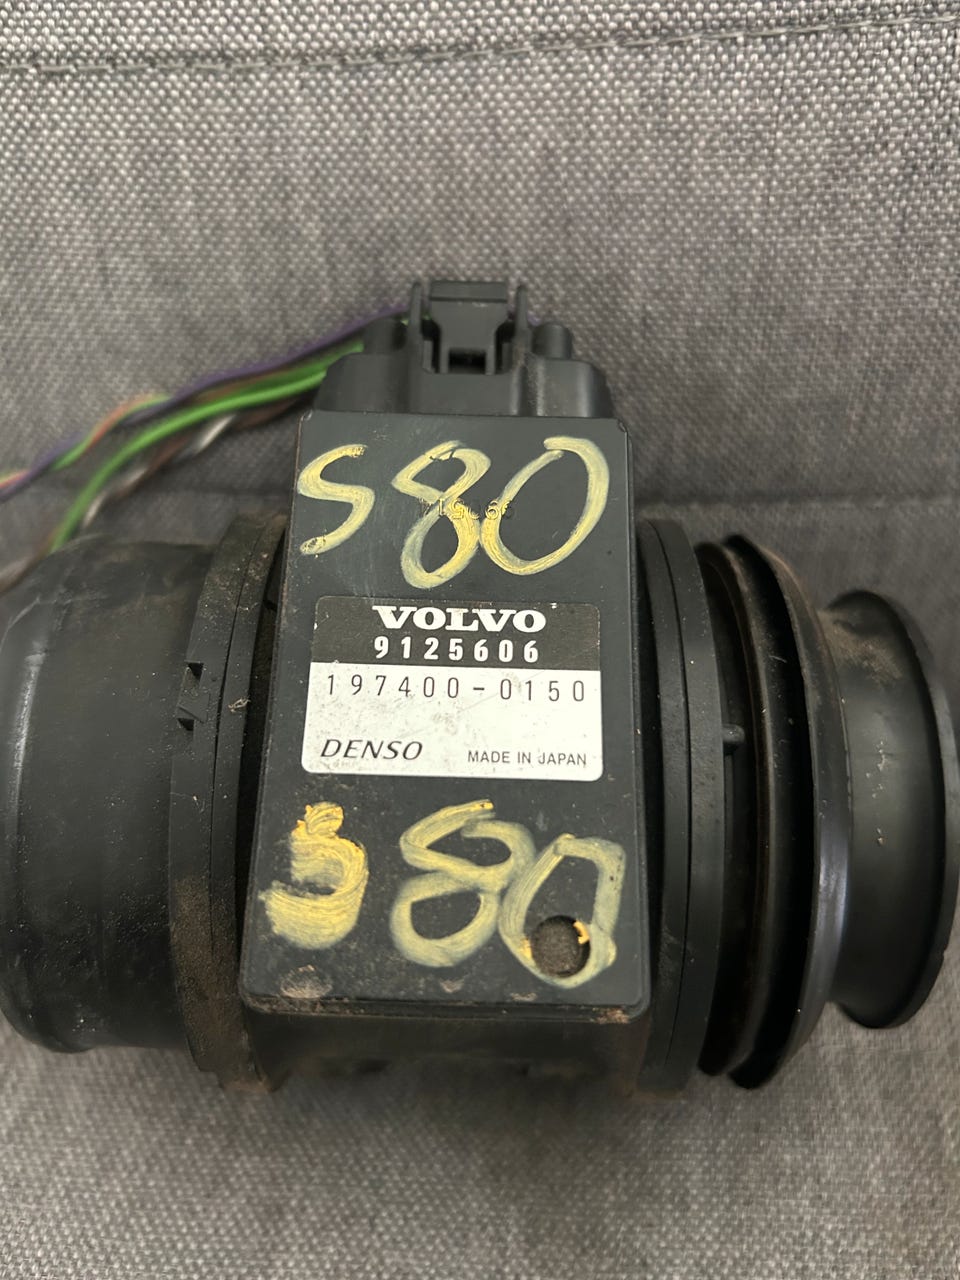 S80
VOLVO
9125606
197400-0150
DENSO MADE IN JAPAN
S80